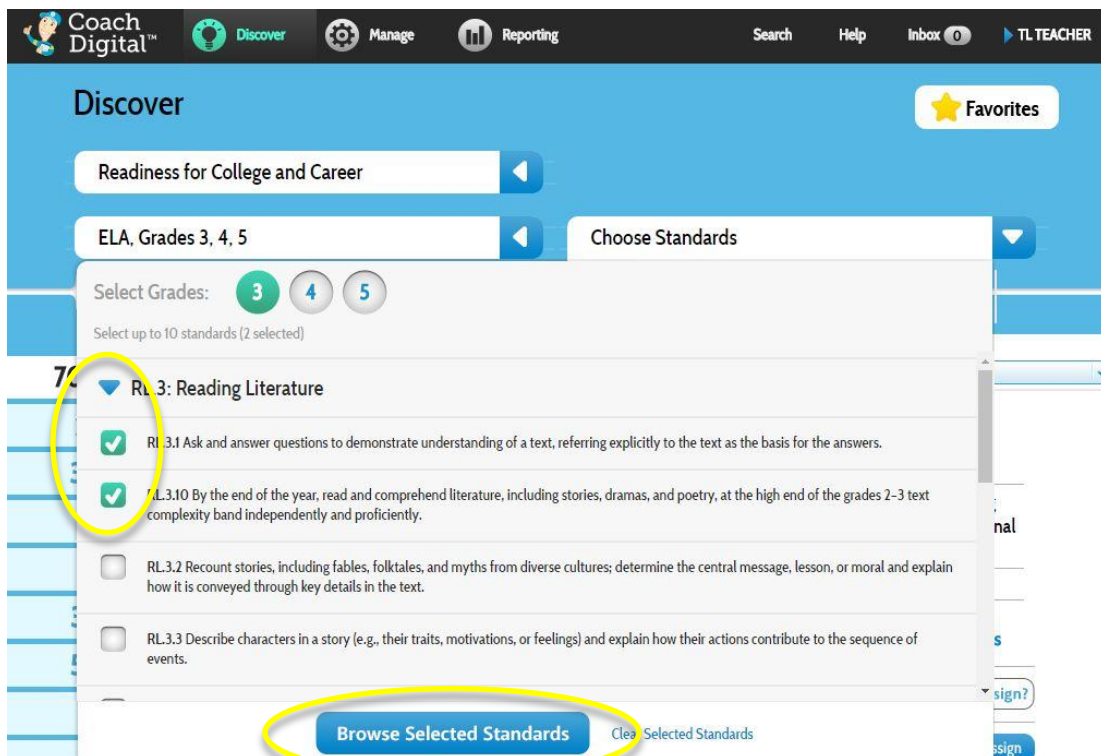 Coach
Digital™ Discover Manage Reporting Search Help Inbox 0 TL TEACHER
Discover
Favorites
Readiness for College and Career
ELA, Grades 3, 4, 5 Choose Standards
Select Grades: 3 4 5
Select up to 10 standards (2 selected)
RL.3: Reading Literature
RL.3.1 Ask and answer questions to demonstrate understanding of a text, referring explicitly to the text as the basis for the answers.
RL.3.10 By the end of the year, read and comprehend literature, including stories, dramas, and poetry, at the high end of the grades 2-3 text
complexity band independently and proficiently.
nal
RL.3.2 Recount stories, including fables, folktales, and myths from diverse cultures; determine the central message, lesson, or moral and explain
how it is conveyed through key details in the text.
RL.3.3 Describe characters in a story (e.g., their traits, motivations, or feelings) and explain how their actions contribute to the sequence of
events.
s
sign?
Browse Selected Standards Clear Selected Standards
ssign